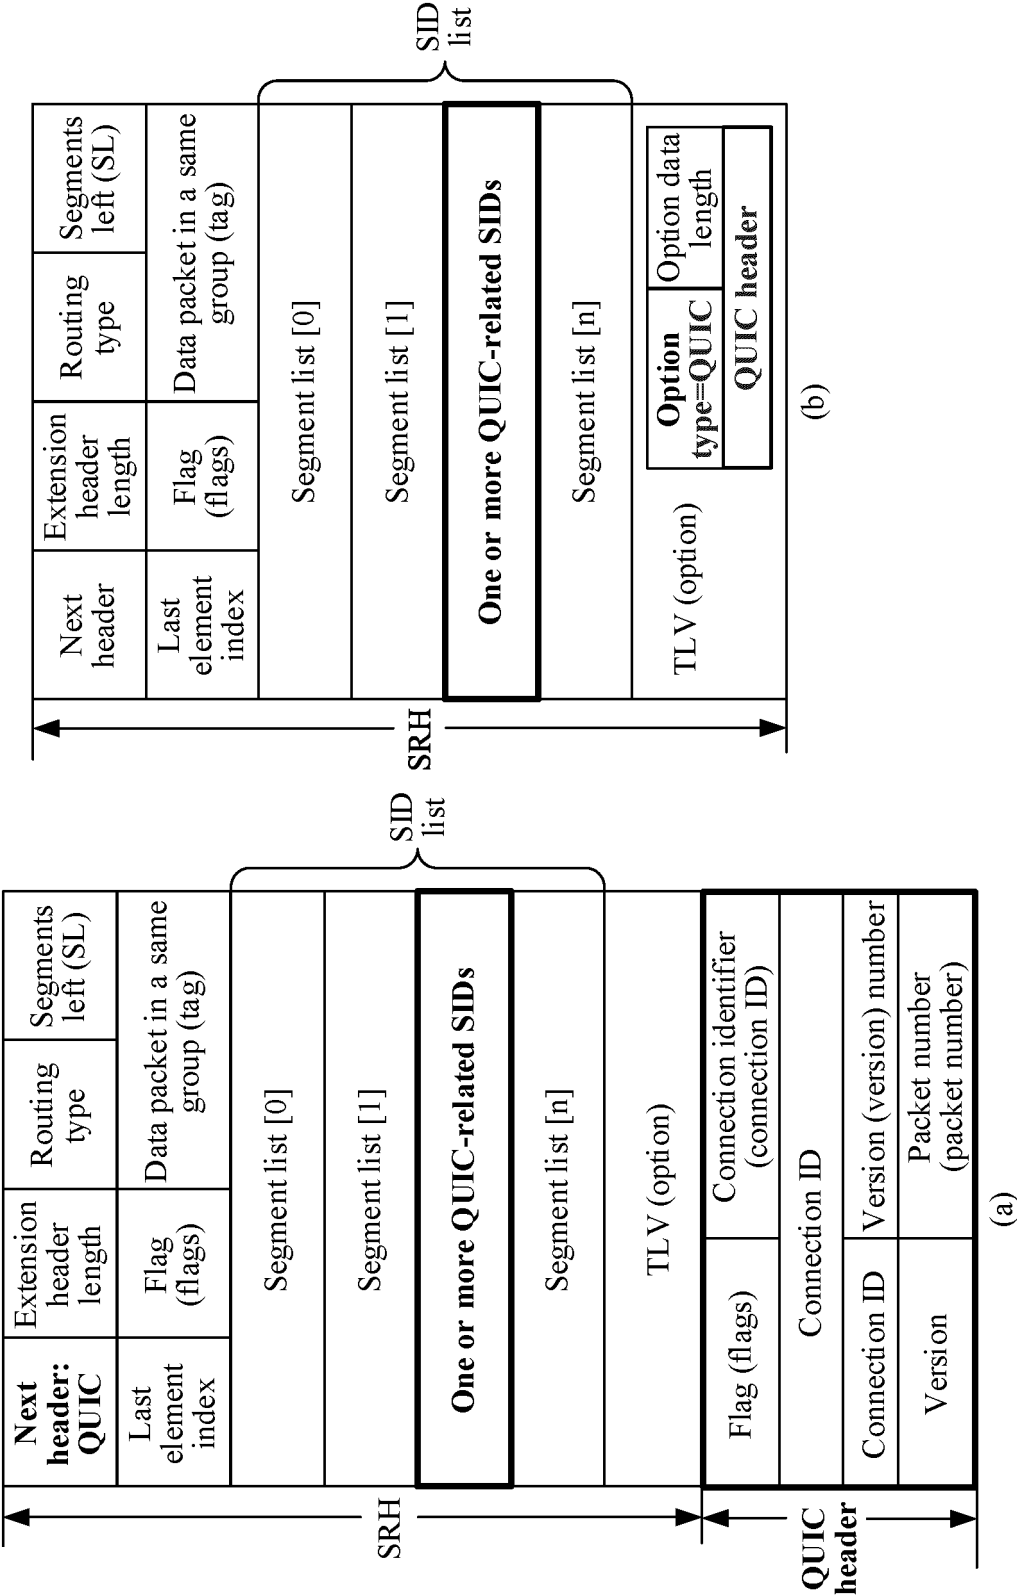 Next
header:
QUIC
Extension
header
length
Routing
type
Segments
left (SL)
Last
element
index
Flag
(flags)
Data packet in a same
group (tag)
Segment list [0]
Segment list [1]
One or more QUIC-related SIDs
Segment list [n]
TLV (option)
SID
list
SRH
Flag (flags)
Connection identifier
(connection ID)
Connection ID
Connection ID
Version (version) number
Version
Packet number
(packet number)
QUIC
header
(a)
Next
header
Extension
header
length
Routing
type
Segments
left (SL)
Last
element
index
Flag
(flags)
Data packet in a same
group (tag)
Segment list [0]
Segment list [1]
One or more QUIC-related SIDs
Segment list [n]
TLV (option)
Option
type=QUIC
Option data
length
QUIC header
SID
list
SRH
(b)